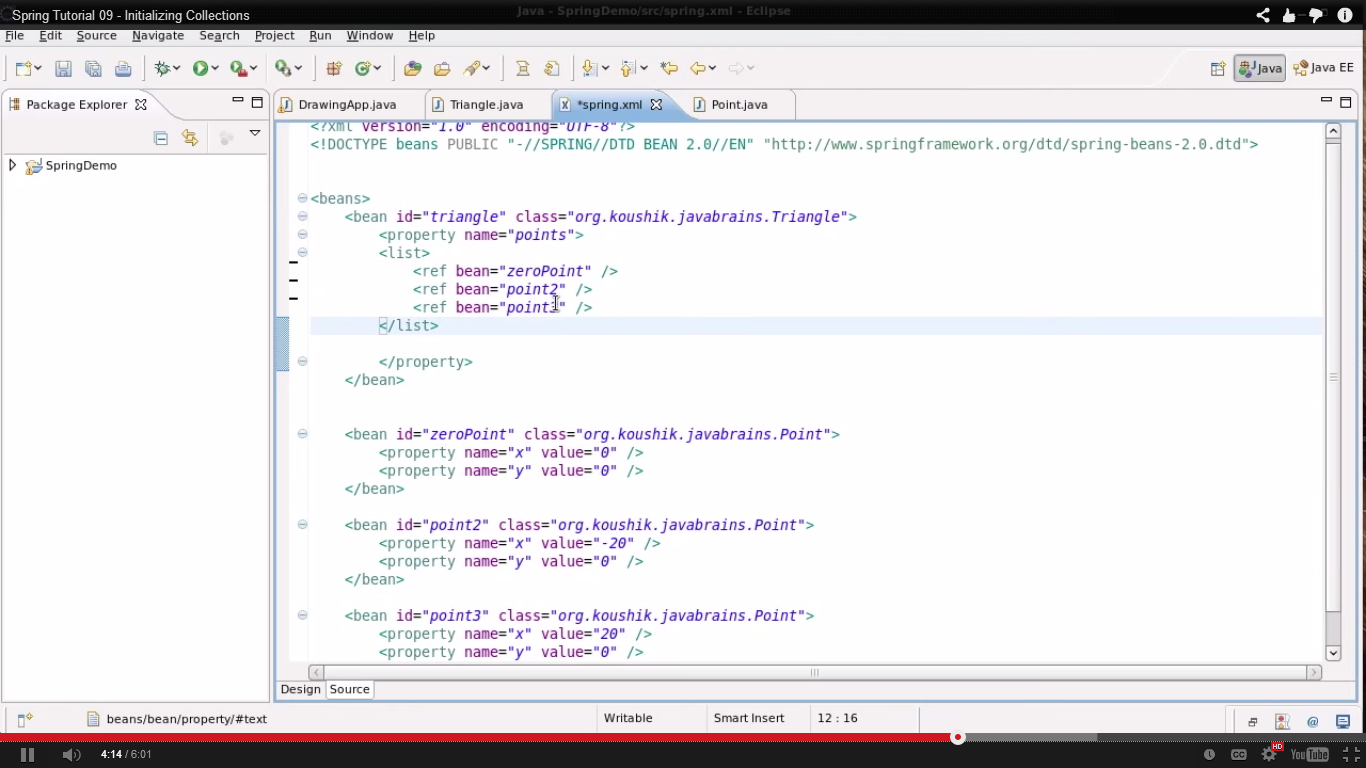 Java - SpringDemo/src/spring.xml - Eclipse
Spring Tutorial 09 - Initializing Collections
File Edit Source Navigate Search Project Run Window Help
Java Java EE
Package Explorer
DrawingApp.java Triangle.java *spring.xml Point.java
SpringDemo
<?xml version="1.0" encoding="UTF-8"?>
<!DOCTYPE beans PUBLIC "-//SPRING//DTD BEAN 2.0//EN" "http://www.springframework.org/dtd/spring-beans-2.0.dtd">
<beans>
<bean id="triangle" class="org.koushik.javabrains.Triangle">
<property name="points">
<list>
<ref bean="zeroPoint" />
<ref bean="point2" />
<ref bean="point3" />
</list>
</property>
</bean>
<bean id="zeroPoint" class="org.koushik.javabrains.Point">
<property name="x" value="0" />
<property name="y" value="0" />
</bean>
<bean id="point2" class="org.koushik.javabrains.Point">
<property name="x" value="-20" />
<property name="y" value="0" />
</bean>
<bean id="point3" class="org.koushik.javabrains.Point">
<property name="x" value="20" />
<property name="y" value="0" />
Design Source
beans/bean/property/#text Writable Smart Insert 12 : 16
4:14 / 6:01 CC HD YouTube